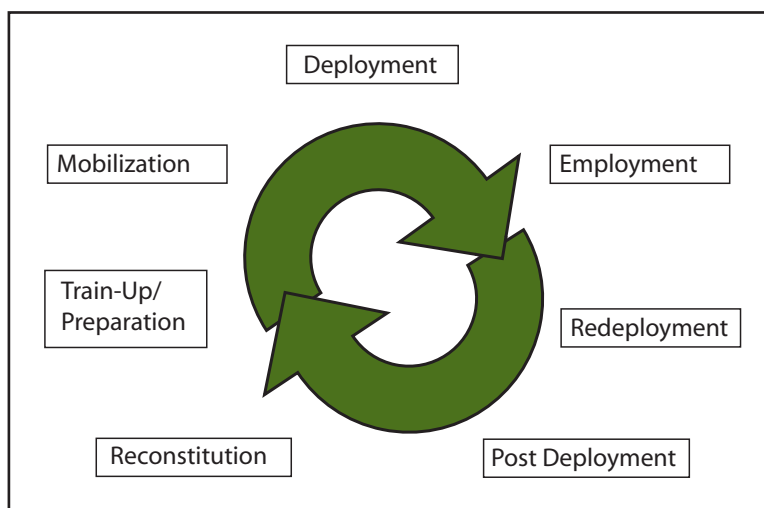 Deployment
Mobilization
Employment
Train-Up/
Preparation
Redeployment
Reconstitution
Post Deployment